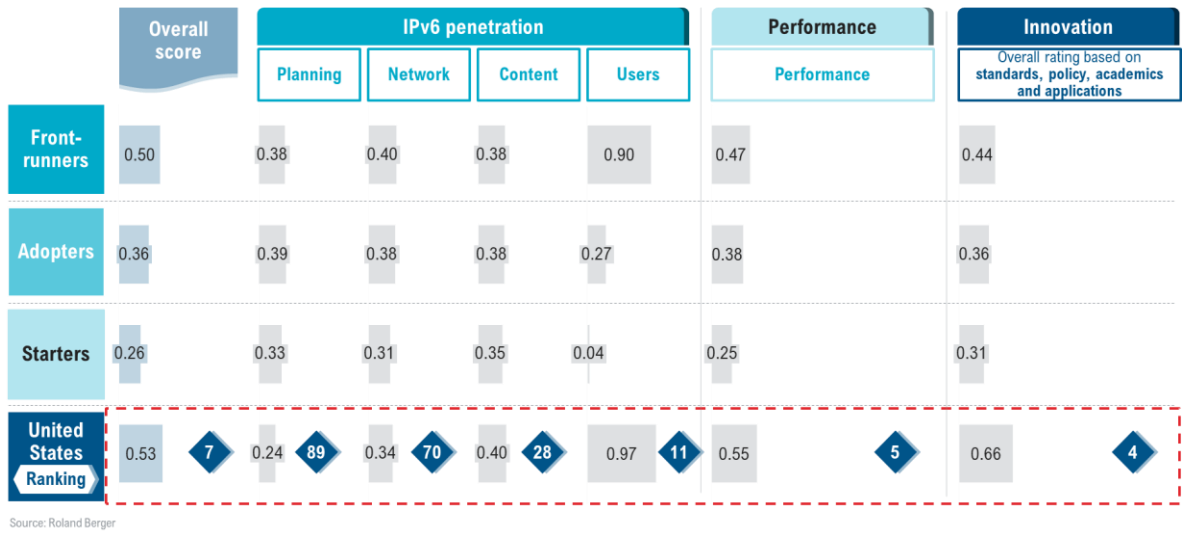 Overall
score
IPv6 penetration
Performance
Innovation
Planning
Network
Content
Users
Performance
Overall rating based on
standards, policy, academics
and applications
Front-
runners
0.50
0.38
0.40
0.38
0.90
0.47
0.44
Adopters
0.36
0.39
0.38
0.38
0.27
0.38
0.36
Starters
0.26
0.33
0.31
0.35
0.04
0.25
0.31
United
States
Ranking
0.53
7
0.24
89
0.34
70
0.40
28
0.97
11
0.55
5
0.66
4
Source: Roland Berger